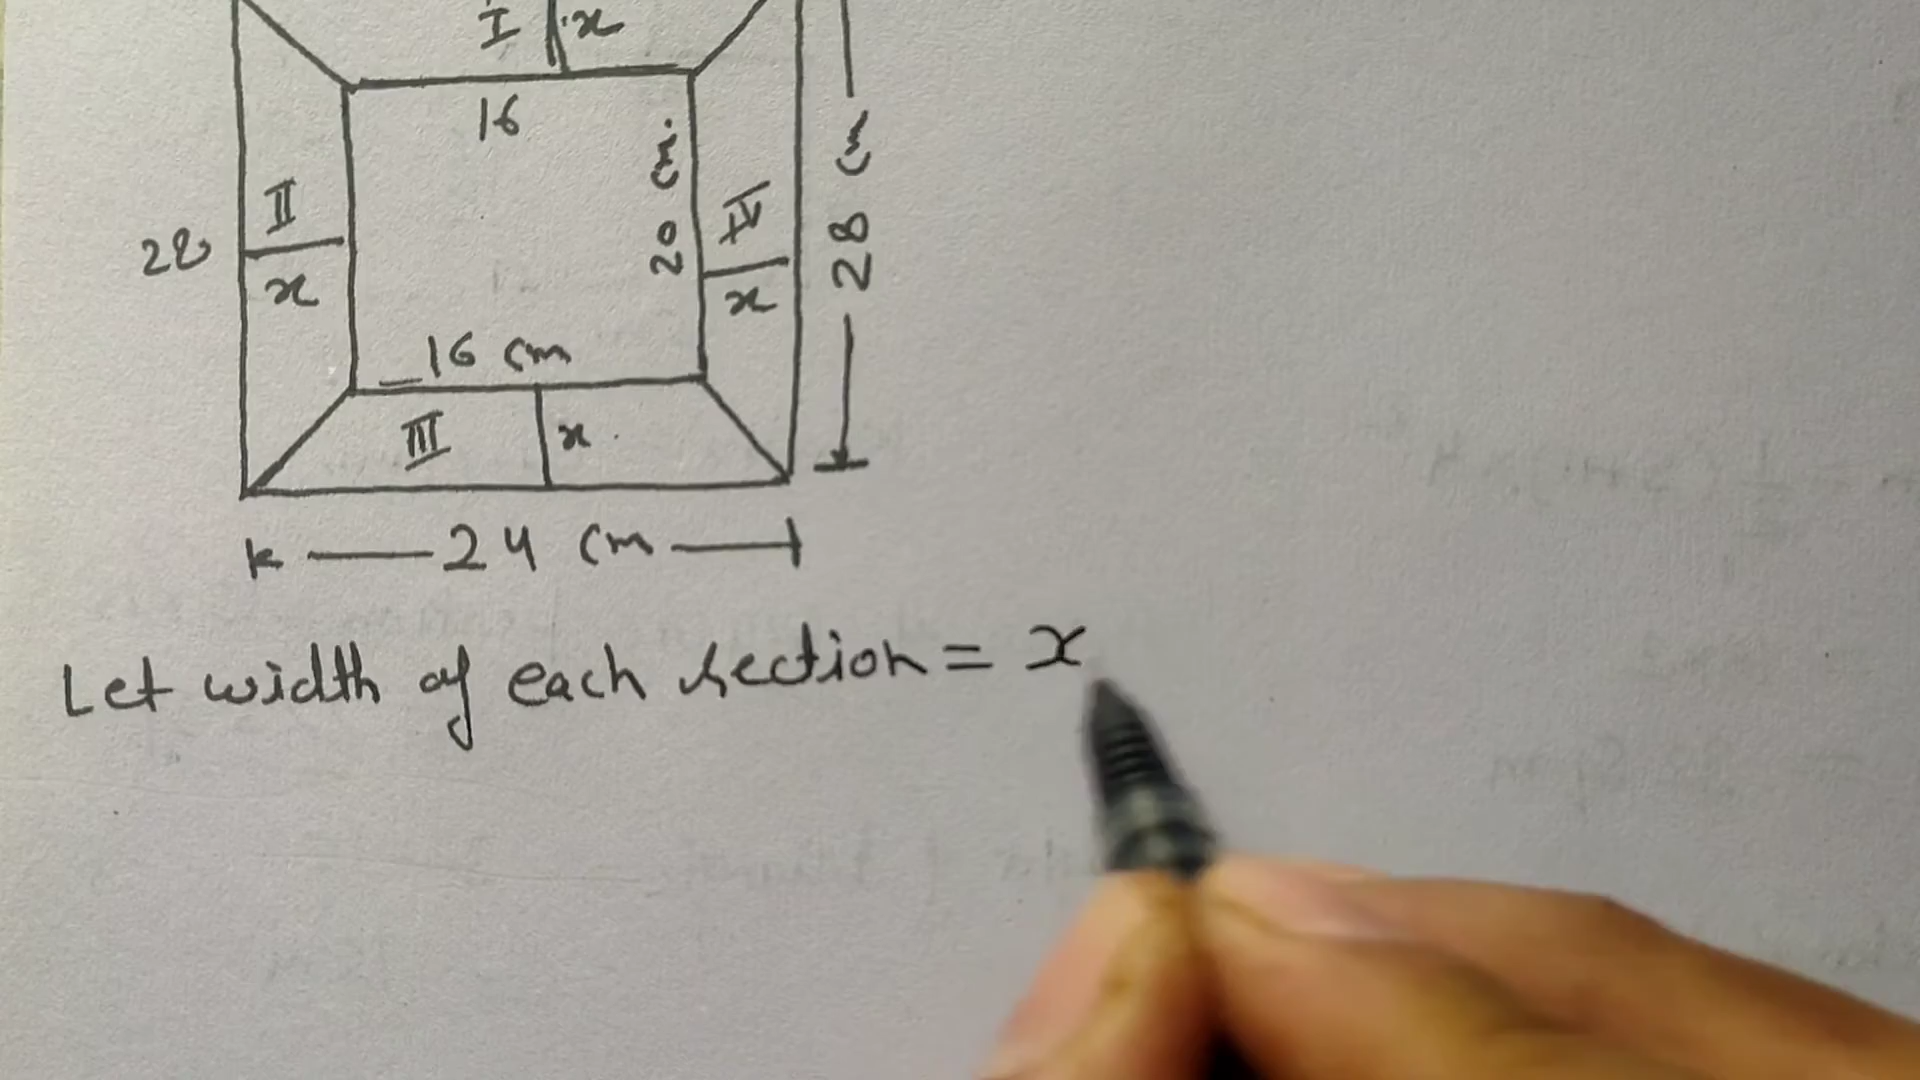 I x
16
II
x
28
20 cm.
IV
x
28 cm
16 cm
III x
24 cm
Let width of each section = x